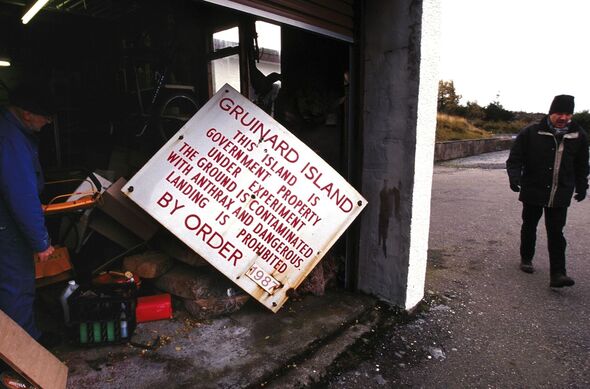 GRUINARD ISLAND
THIS ISLAND IS
GOVERNMENT PROPERTY
UNDER EXPERIMENT
THE GROUND IS CONTAMINATED
WITH ANTHRAX AND DANGEROUS
LANDING IS PROHIBITED
BY ORDER
1987